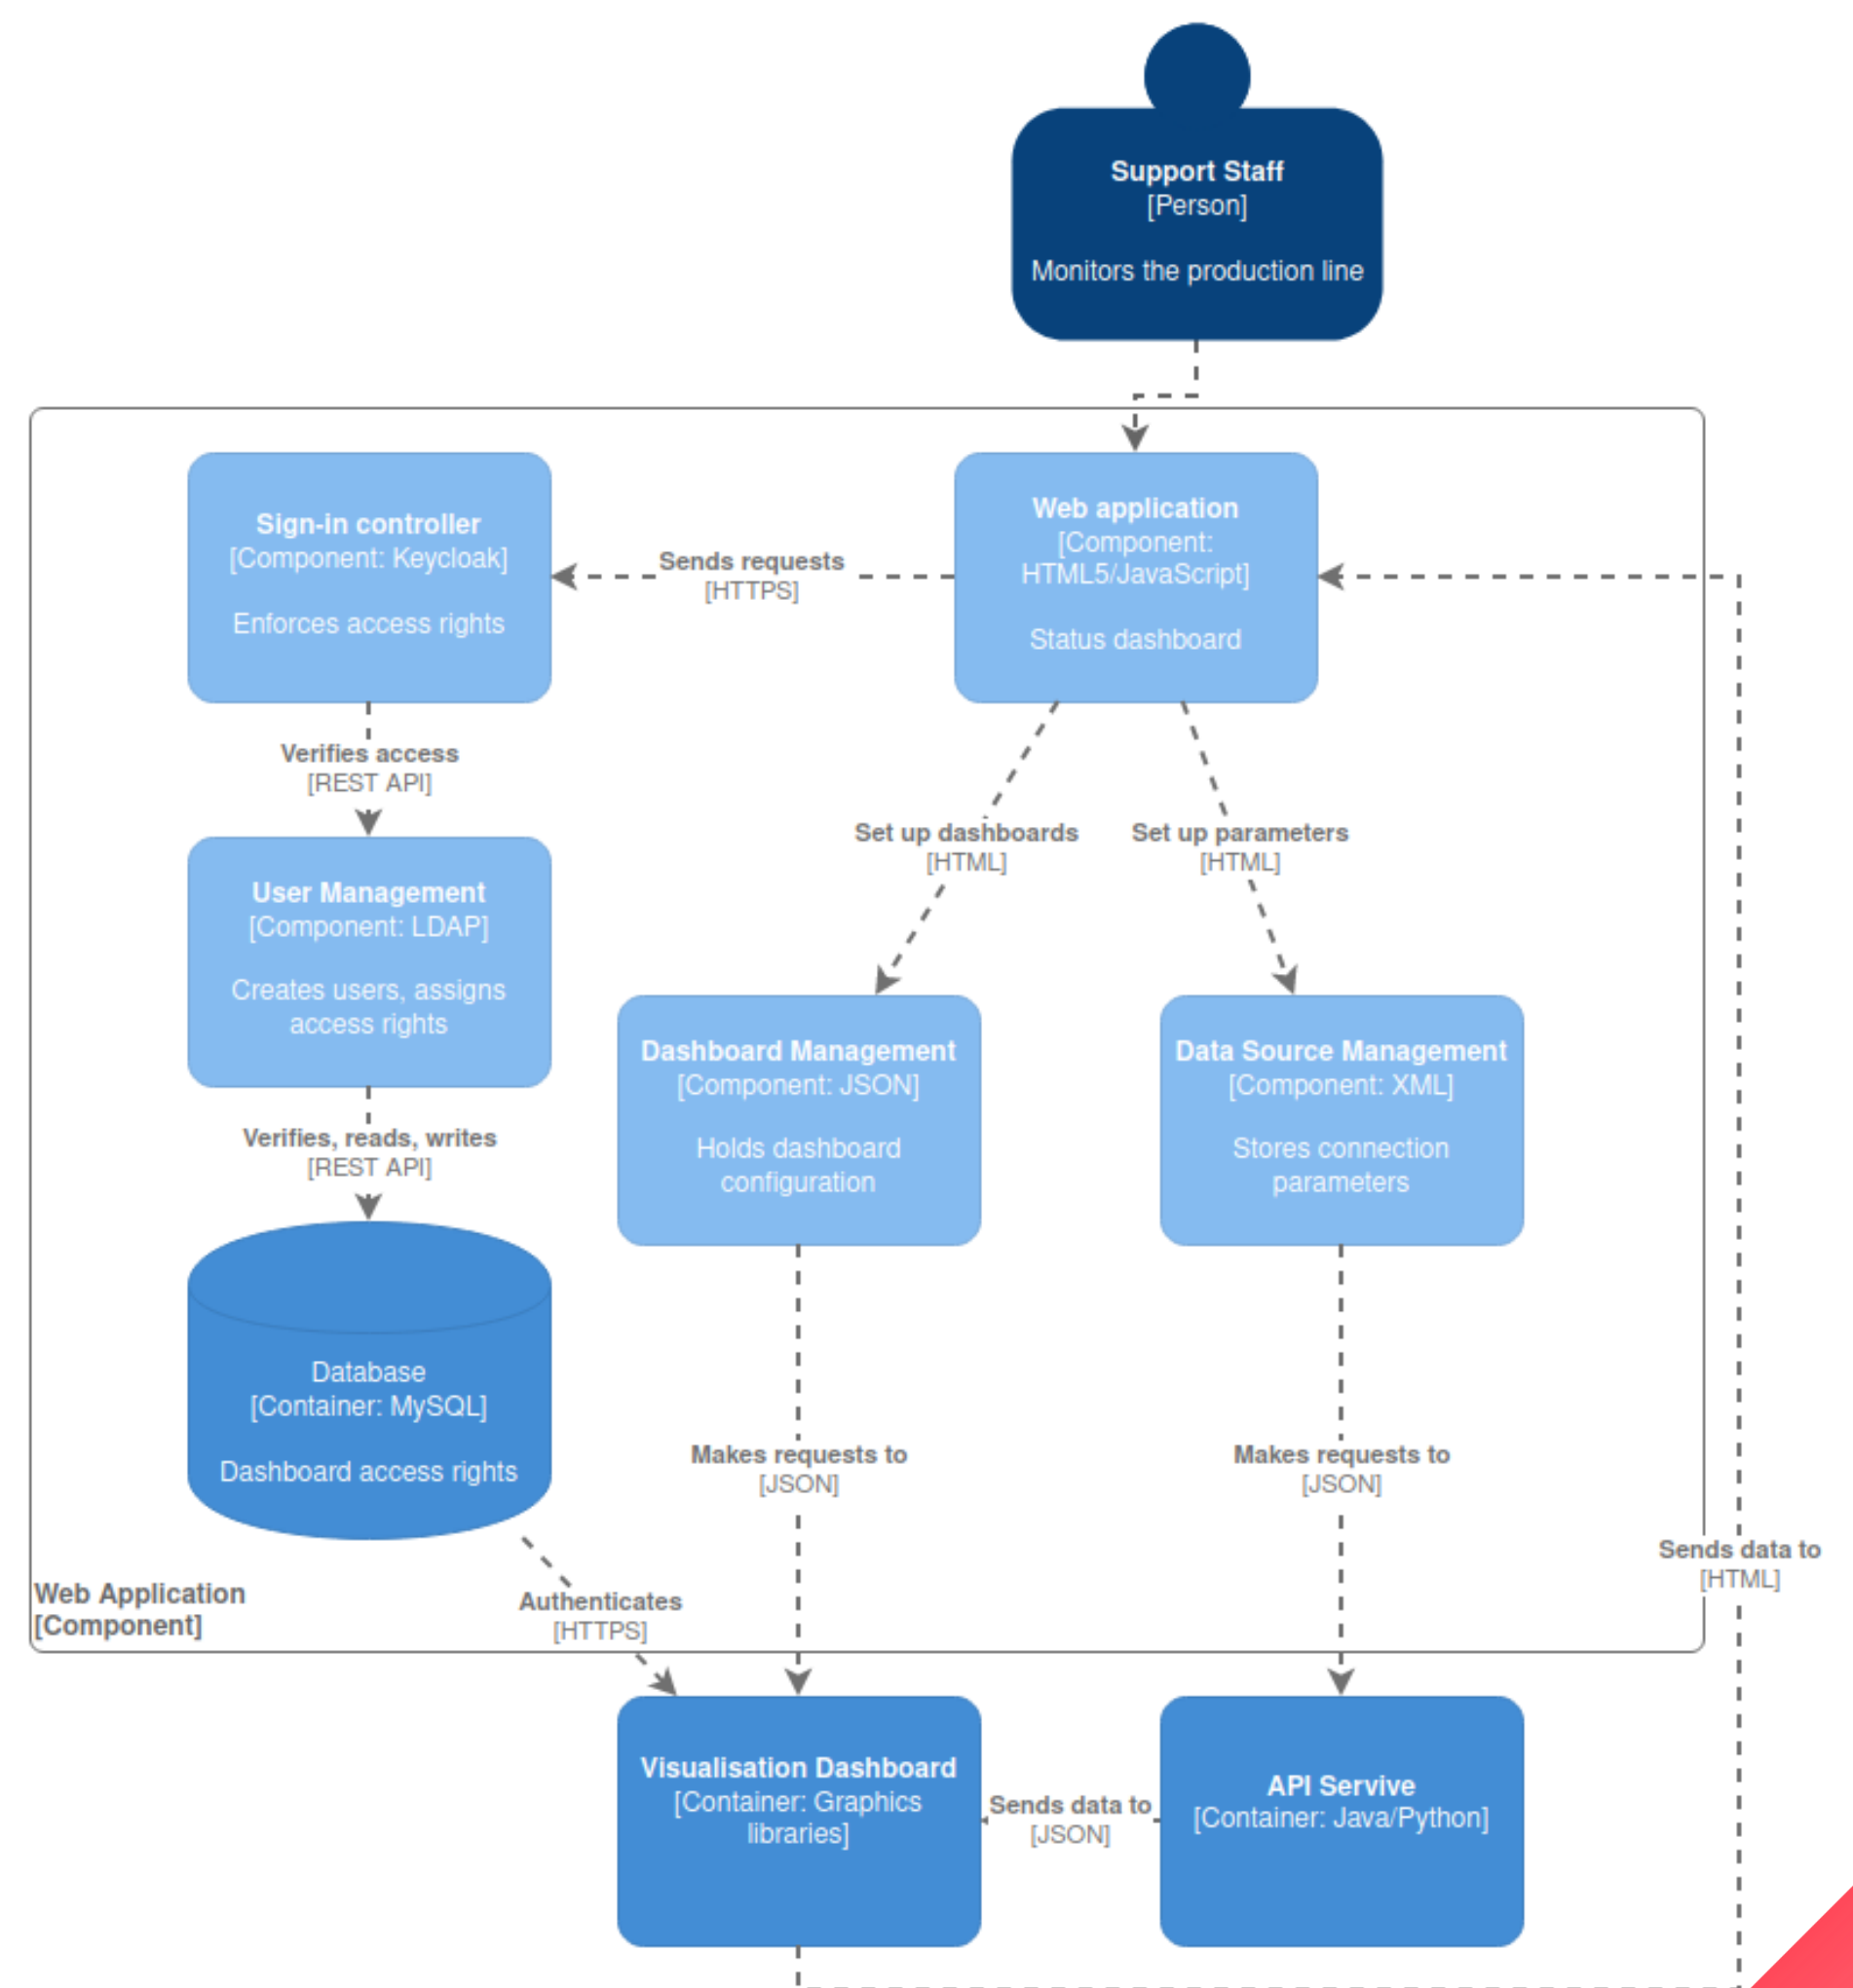 Support Staff
[Person]
Monitors the production line
Sign-in controller
[Component: Keycloak]
Enforces access rights
Sends requests
[HTTPS]
Web application
[Component:
HTML5/JavaScript]
Status dashboard
Verifies access
[REST API]
Set up dashboards
[HTML]
Set up parameters
[HTML]
User Management
[Component: LDAP]
Creates users, assigns
access rights
Dashboard Management
[Component: JSON]
Holds dashboard
configuration
Data Source Management
[Component: XML]
Stores connection
parameters
Verifies, reads, writes
[REST API]
Database
[Container: MySQL]
Dashboard access rights
Makes requests to
[JSON]
Makes requests to
[JSON]
Sends data to
[HTML]
Web Application
[Component]
Authenticates
[HTTPS]
Visualisation Dashboard
[Container: Graphics
libraries]
Sends data to
[JSON]
API Servive
[Container: Java/Python]